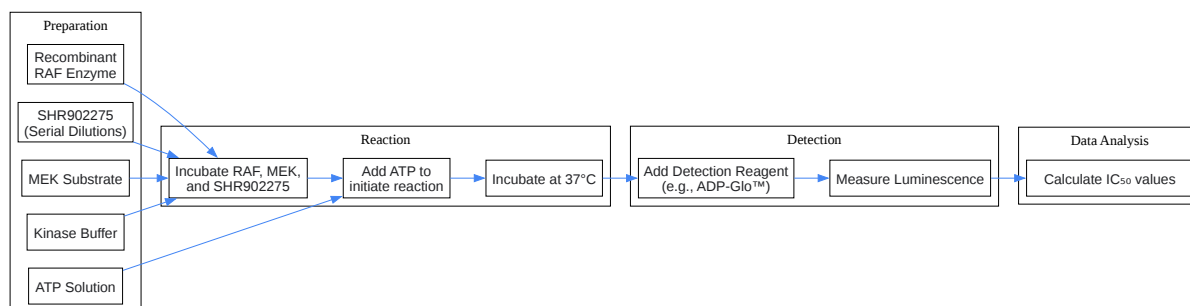 Preparation
Recombinant
RAF Enzyme
SHR902275
(Serial Dilutions)
MEK Substrate
Kinase Buffer
ATP Solution
Reaction
Incubate RAF, MEK,
and SHR902275
Add ATP to
initiate reaction
Incubate at 37°C
Detection
Add Detection Reagent
(e.g., ADP-Glo™)
Measure Luminescence
Data Analysis
Calculate IC₅₀ values